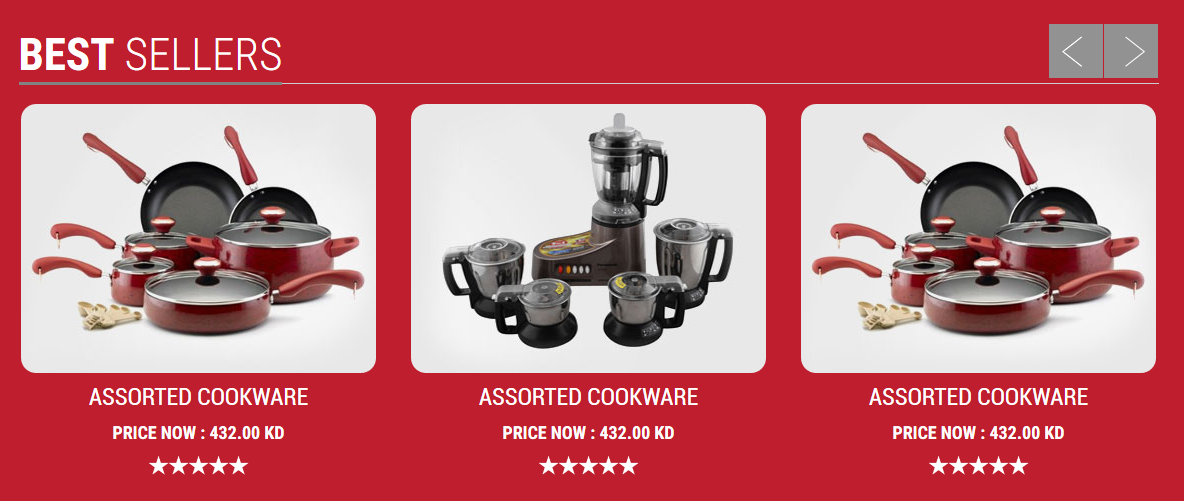 BEST SELLERS
ASSORTED COOKWARE
PRICE NOW : 432.00 KD
ASSORTED COOKWARE
PRICE NOW : 432.00 KD
ASSORTED COOKWARE
PRICE NOW : 432.00 KD